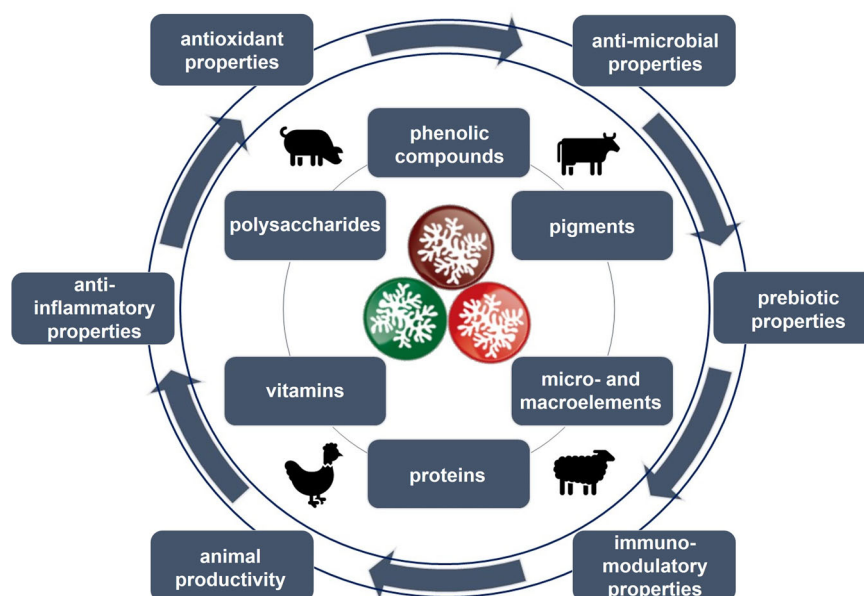 antioxidant
properties
anti-microbial
properties
phenolic
compounds
polysaccharides
pigments
anti-
inflammatory
properties
prebiotic
properties
vitamins
micro- and
macroelements
proteins
animal
productivity
immuno-
modulatory
properties